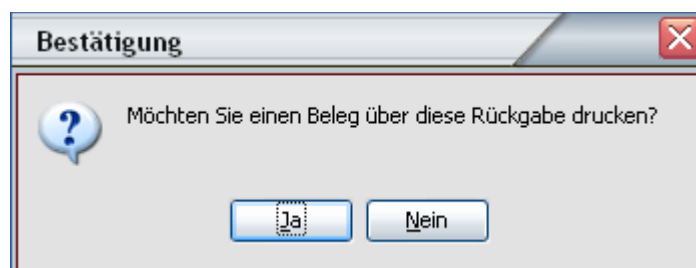 Bestätigung
Möchten Sie einen Beleg über diese Rückgabe drucken?
Ja
Nein